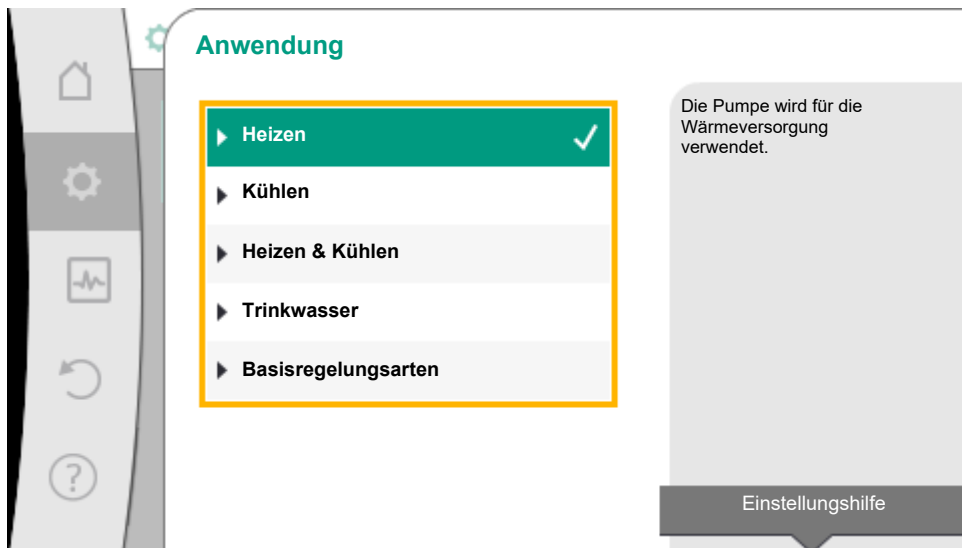 Anwendung
Heizen
Kühlen
Heizen & Kühlen
Trinkwasser
Basisregelungsarten
Die Pumpe wird für die
Wärmeversorgung
verwendet.
Einstellungshilfe
?